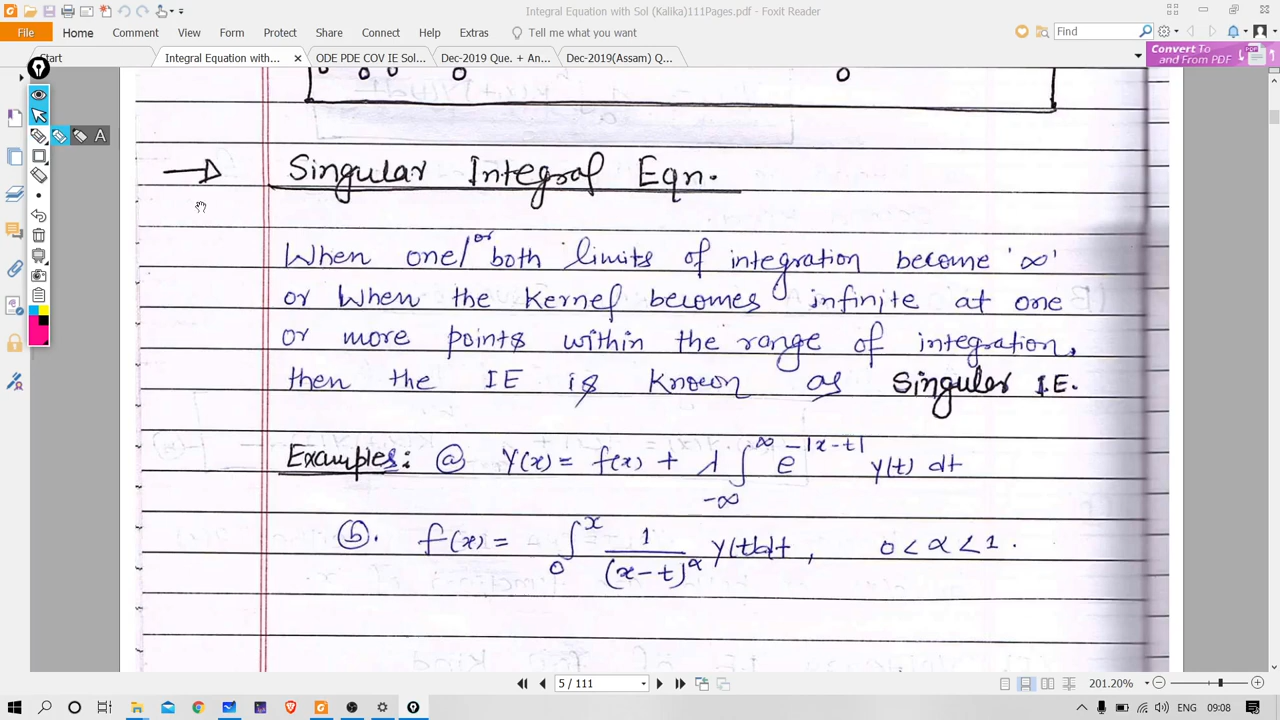 Integral Equation with Sol (Kalika)111Pages.pdf - Foxit Reader
File Home Comment View Form Protect Share Connect Help Extras Tell me what you want Find
Start Integral Equation with... ODE PDE COV IE Sol... Dec-2019 Que. + An... Dec-2019(Assam) Q...
Convert To
and From PDF
A
→ Singular Integral Eqn.
When one/or both limits of integration become '∞'
or when the Kernel becomes infinite at one
or more points within the range of integration,
then the IE is known as Singular I.E.
Examples: (a) y(x) = f(x) + λ ∫_{-∞}^{∞} e^{-|x-t|} y(t) dt
(b). f(x) = ∫_0^x 1/(x-t)^α y(t)dt, 0 < α < 1.
5 / 111 201.20%
ENG 09:08